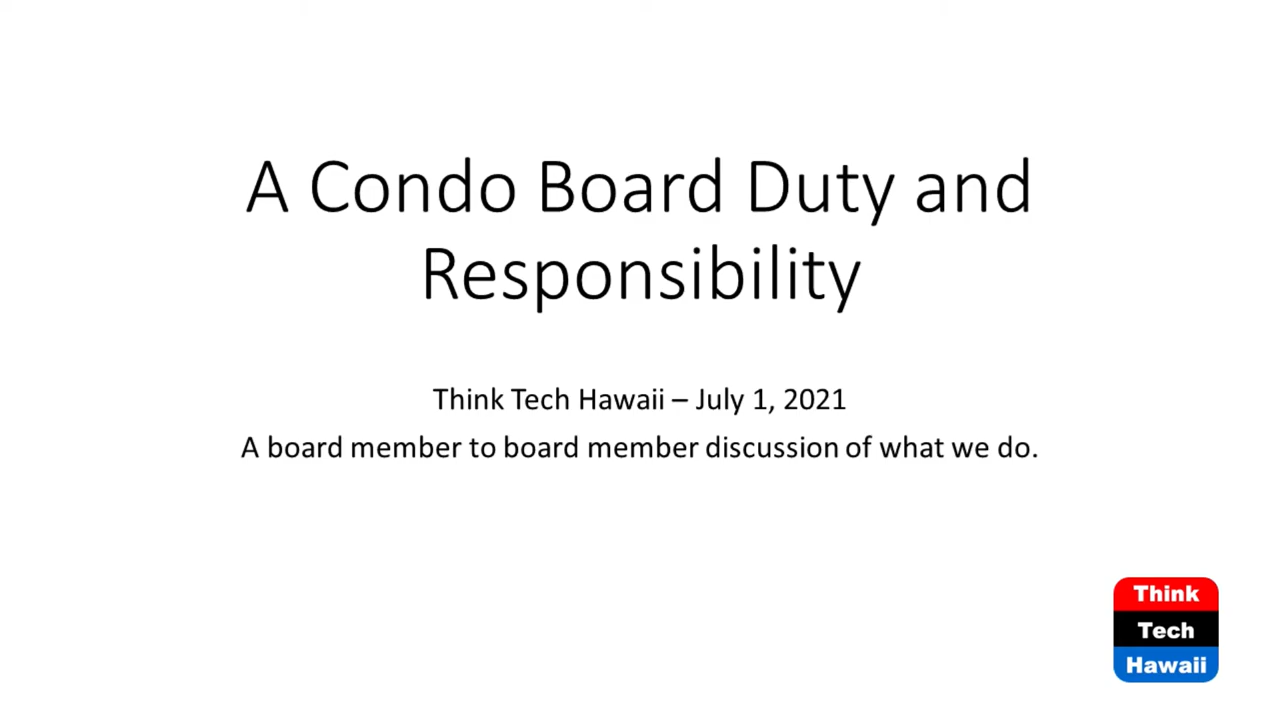 A Condo Board Duty and
Responsibility
Think Tech Hawaii – July 1, 2021
A board member to board member discussion of what we do.
Think
Tech
Hawaii